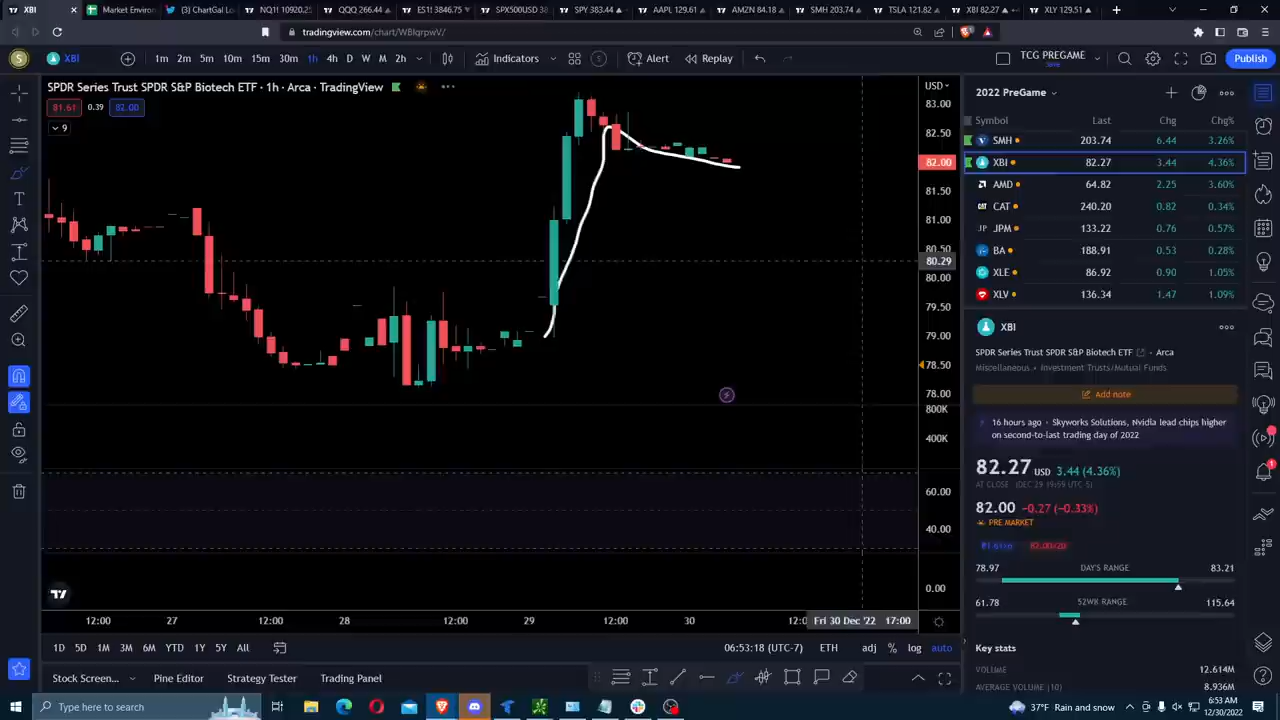 XBI
Market Environ
ChartGal Lo
NQ1! 10920.25
QQQ 266.44
ES1! 3846.75
SPX500USD 38
SPY 383.44
AAPL 129.61
AMZN 84.18
SMH 203.74
TSLA 121.82
XBI 82.27
XLY 129.51
tradingview.com/chart/WBlqrpwV/
S
XBI
1m 2m 5m 10m 15m 30m 1h 4h D W M 2h
Indicators
Alert
Replay
TCG PREGAME
Save
Publish
SPDR Series Trust SPDR S&P Biotech ETF · 1h · Arca · TradingView
81.61 0.39 82.00
9
USD
83.00
82.50
82.00
81.50
81.00
80.50
80.29
80.00
79.50
79.00
78.50
78.00
800K
400K
60.00
40.00
0.00
12:00 27 12:00 28 12:00 29 12:00 30 12:0 Fri 30 Dec '22 17:00
1D 5D 1M 3M 6M YTD 1Y 5Y All
06:53:18 (UTC-7) ETH adj % log auto
Stock Screen... Pine Editor Strategy Tester Trading Panel
2022 PreGame
Symbol Last Chg Chg%
SMH 203.74 6.44 3.26%
XBI 82.27 3.44 4.36%
AMD 64.82 2.25 3.60%
CAT 240.20 0.82 0.34%
JPM 133.22 0.76 0.57%
BA 188.91 0.53 0.28%
XLE 86.92 0.90 1.05%
XLV 136.34 1.47 1.09%
XBI
SPDR Series Trust SPDR S&P Biotech ETF · Arca
Miscellaneous · Investment Trusts/Mutual Funds
Add note
16 hours ago · Skyworks Solutions, Nvidia lead chips higher
on second-to-last trading day of 2022
82.27 USD 3.44 (4.36%)
AT CLOSE (DEC 29 19:59 UTC-5)
82.00 −0.27 (−0.33%)
PRE MARKET
78.97 DAY'S RANGE 83.21
61.78 52WK RANGE 115.64
Key stats
VOLUME 12.614M
AVERAGE VOLUME (10) 8.936M
Type here to search
37°F Rain and snow
6:53 AM
12/30/2022